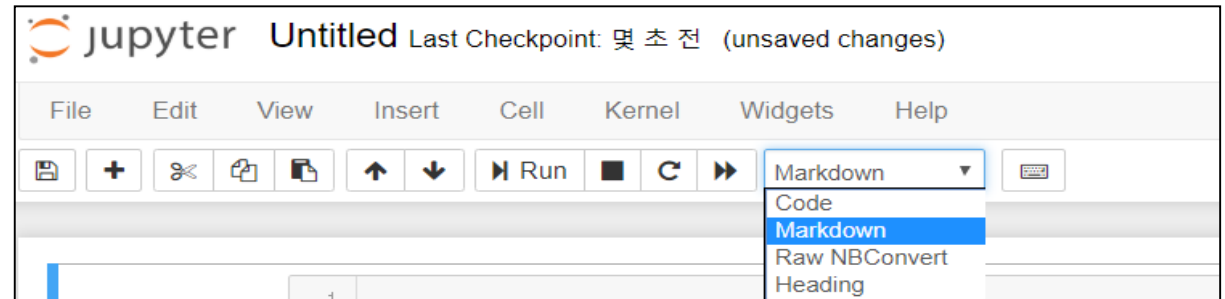 jupyter Untitled Last Checkpoint: 몇 초 전 (unsaved changes)
File Edit View Insert Cell Kernel Widgets Help
Run Markdown
Code
Markdown
Raw NBConvert
Heading